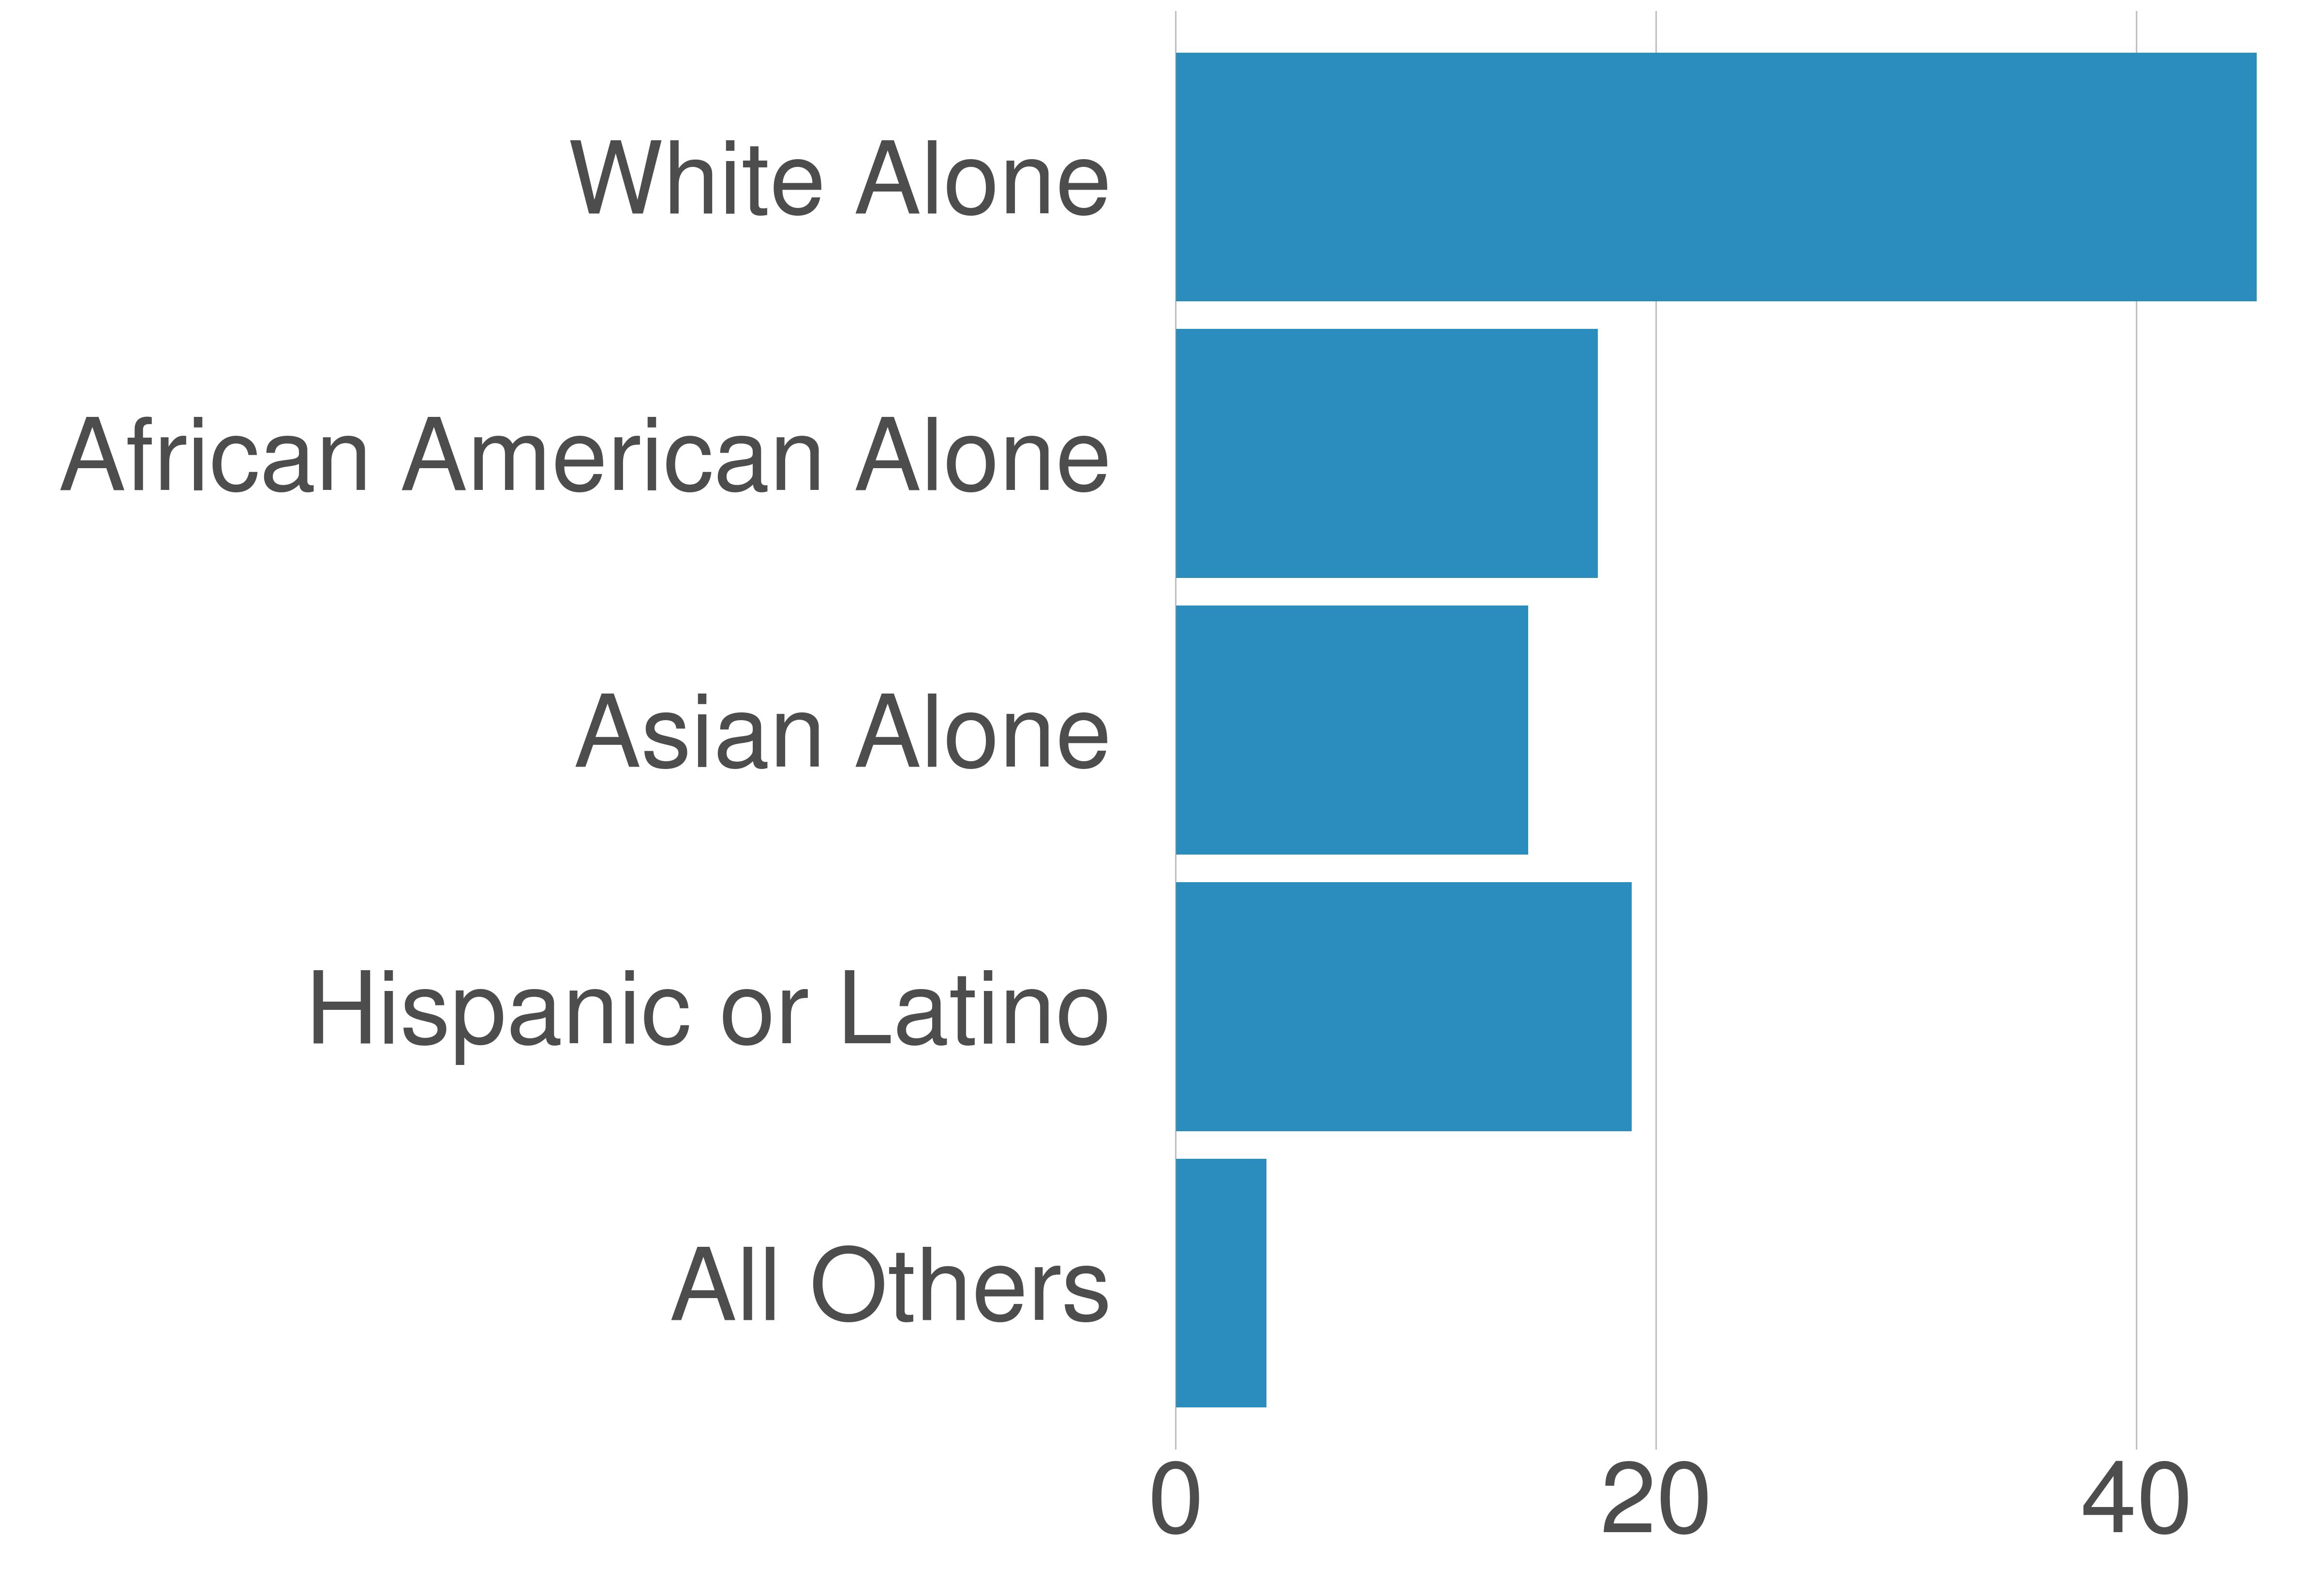 White Alone
African American Alone
Asian Alone
Hispanic or Latino
All Others
0 20 40